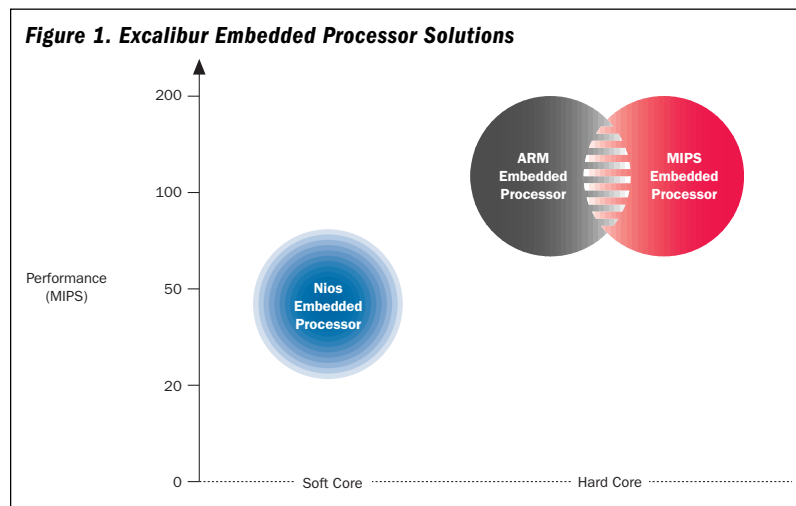 Figure 1. Excalibur Embedded Processor Solutions
200
100
50
20
0
Performance
(MIPS)
ARM
Embedded
Processor
MIPS
Embedded
Processor
Nios
Embedded
Processor
Soft Core
Hard Core